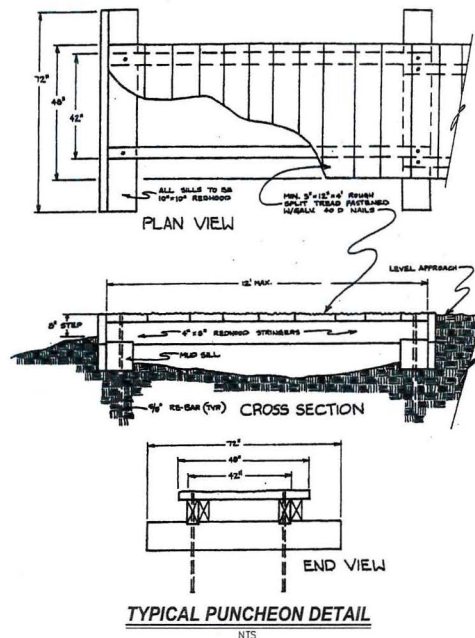 72"
48"
42"
ALL SILLS TO BE
10"x10" REDWOOD
MIN. 3"x12"x4' ROUGH
SPLIT TREAD FASTENED
W/GALV. 40 D NAILS
PLAN VIEW
LEVEL APPROACH
12' MAX.
8" STEP
4"x8" REDWOOD STRINGERS
MUD SILL
5/8" RE-BAR (TYP)
CROSS SECTION
72"
48"
42"
END VIEW
TYPICAL PUNCHEON DETAIL
NTS